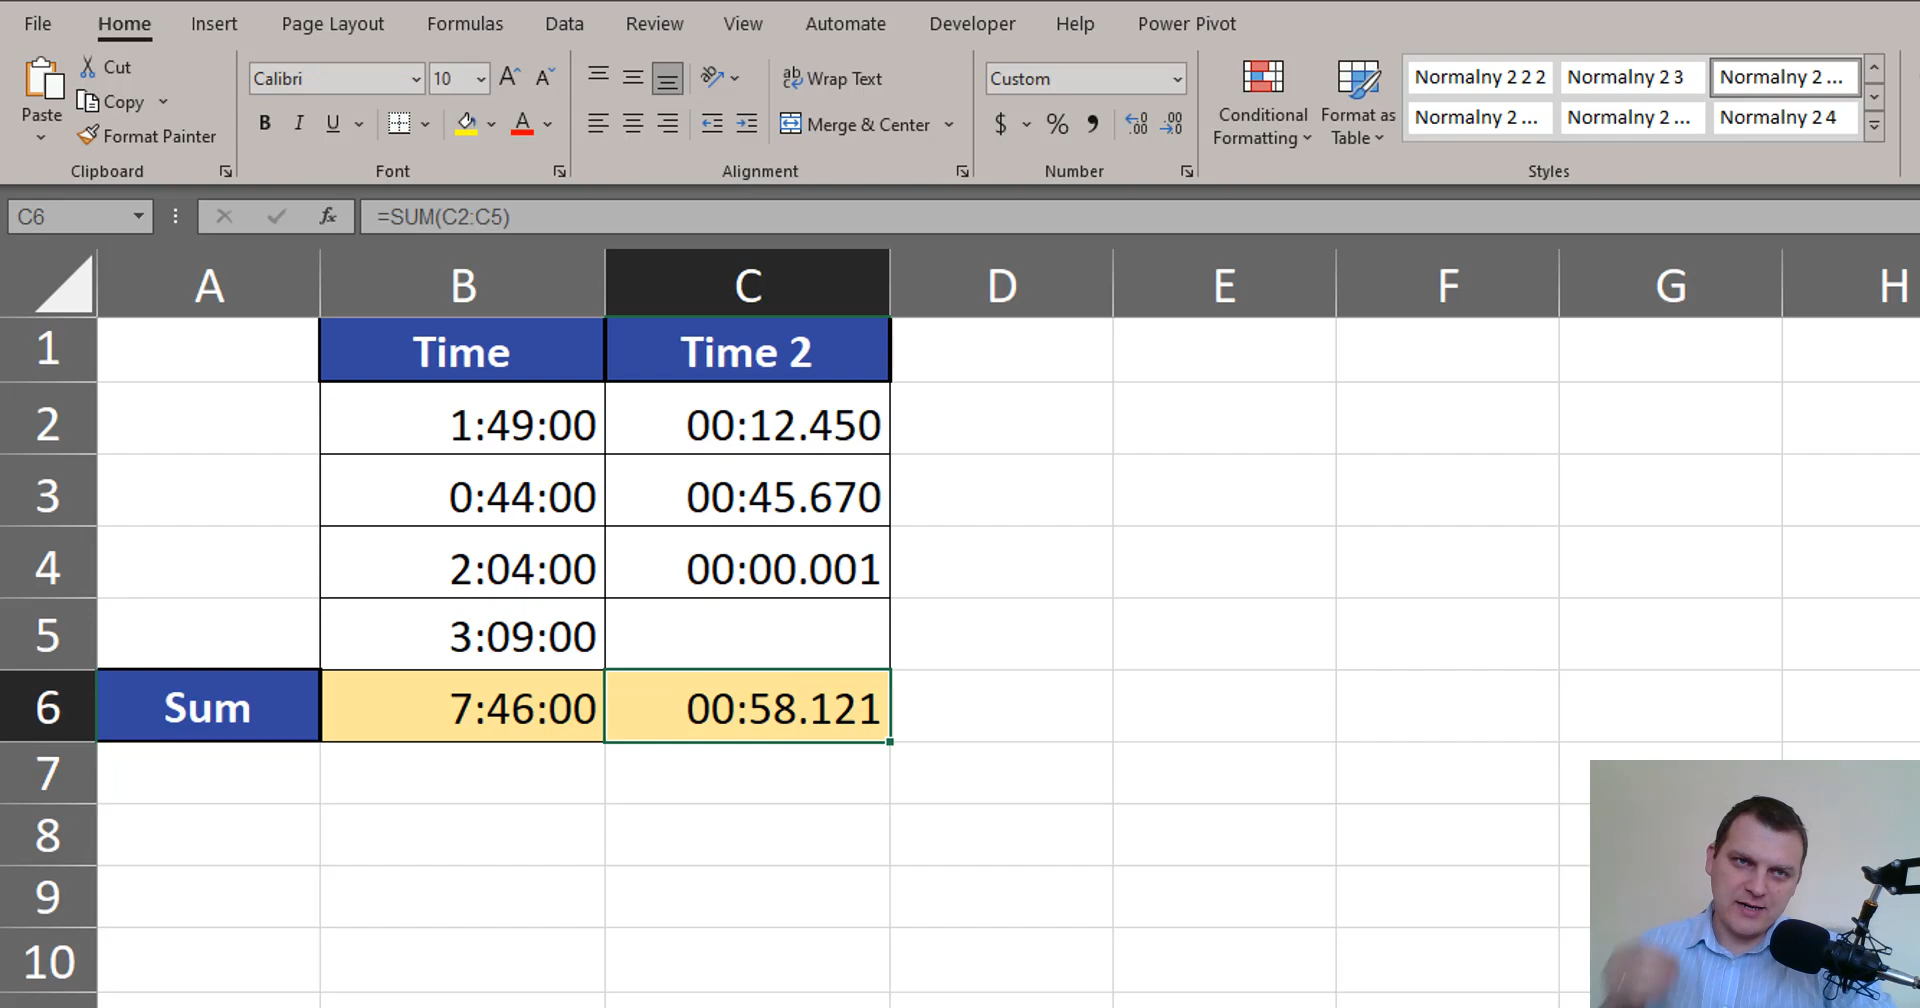 File Home Insert Page Layout Formulas Data Review View Automate Developer Help Power Pivot
Paste
Cut
Copy
Format Painter
Clipboard
Calibri 10
B I U
Font
Wrap Text
Merge & Center
Alignment
Custom
$ % ,
Number
Conditional
Formatting
Format as
Table
Normalny 2 2 2 Normalny 2 3 Normalny 2 ...
Normalny 2 ... Normalny 2 ... Normalny 2 4
Styles
C6 fx =SUM(C2:C5)
A B C D E F G H
1 Time Time 2
2 1:49:00 00:12.450
3 0:44:00 00:45.670
4 2:04:00 00:00.001
5 3:09:00
6 Sum 7:46:00 00:58.121
7
8
9
10